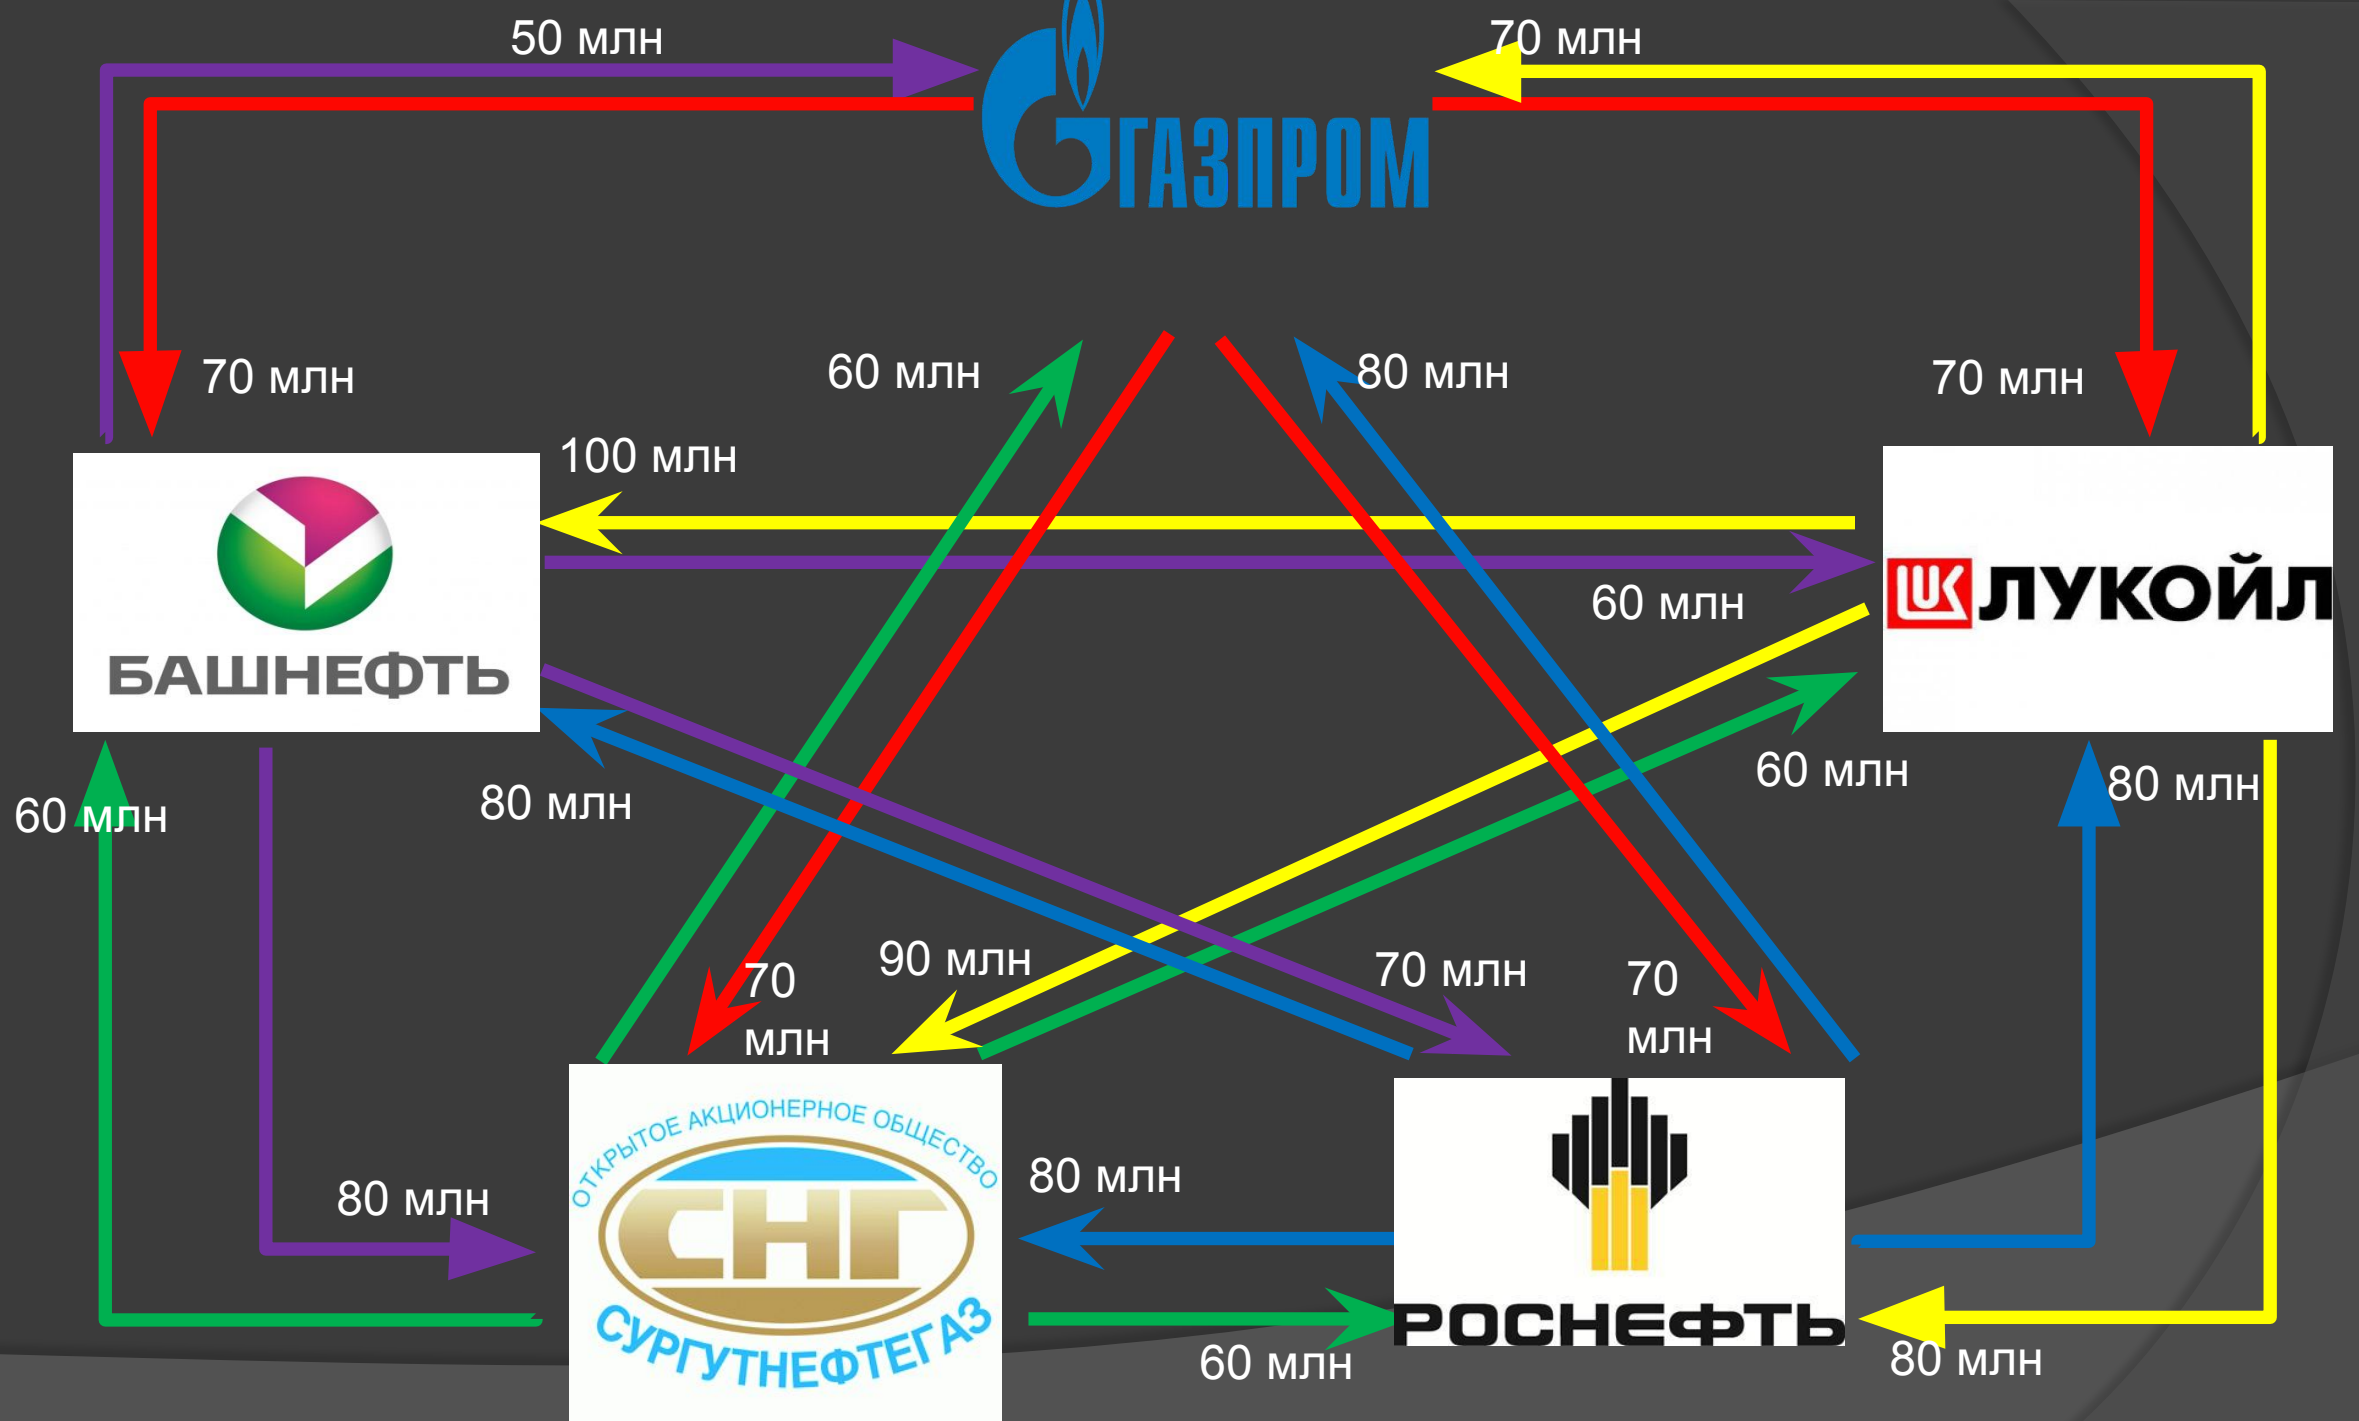 50 млн
70 млн
ГАЗПРОМ
70 млн
60 млн
80 млн
70 млн
100 млн
60 млн
БАШНЕФТЬ
ЛУКОЙЛ
60 млн
80 млн
60 млн
80 млн
70
млн
90 млн
70 млн
70
млн
ОТКРЫТОЕ АКЦИОНЕРНОЕ ОБЩЕСТВО
СНГ
СУРГУТНЕФТЕГАЗ
80 млн
80 млн
РОСНЕФТЬ
60 млн
80 млн